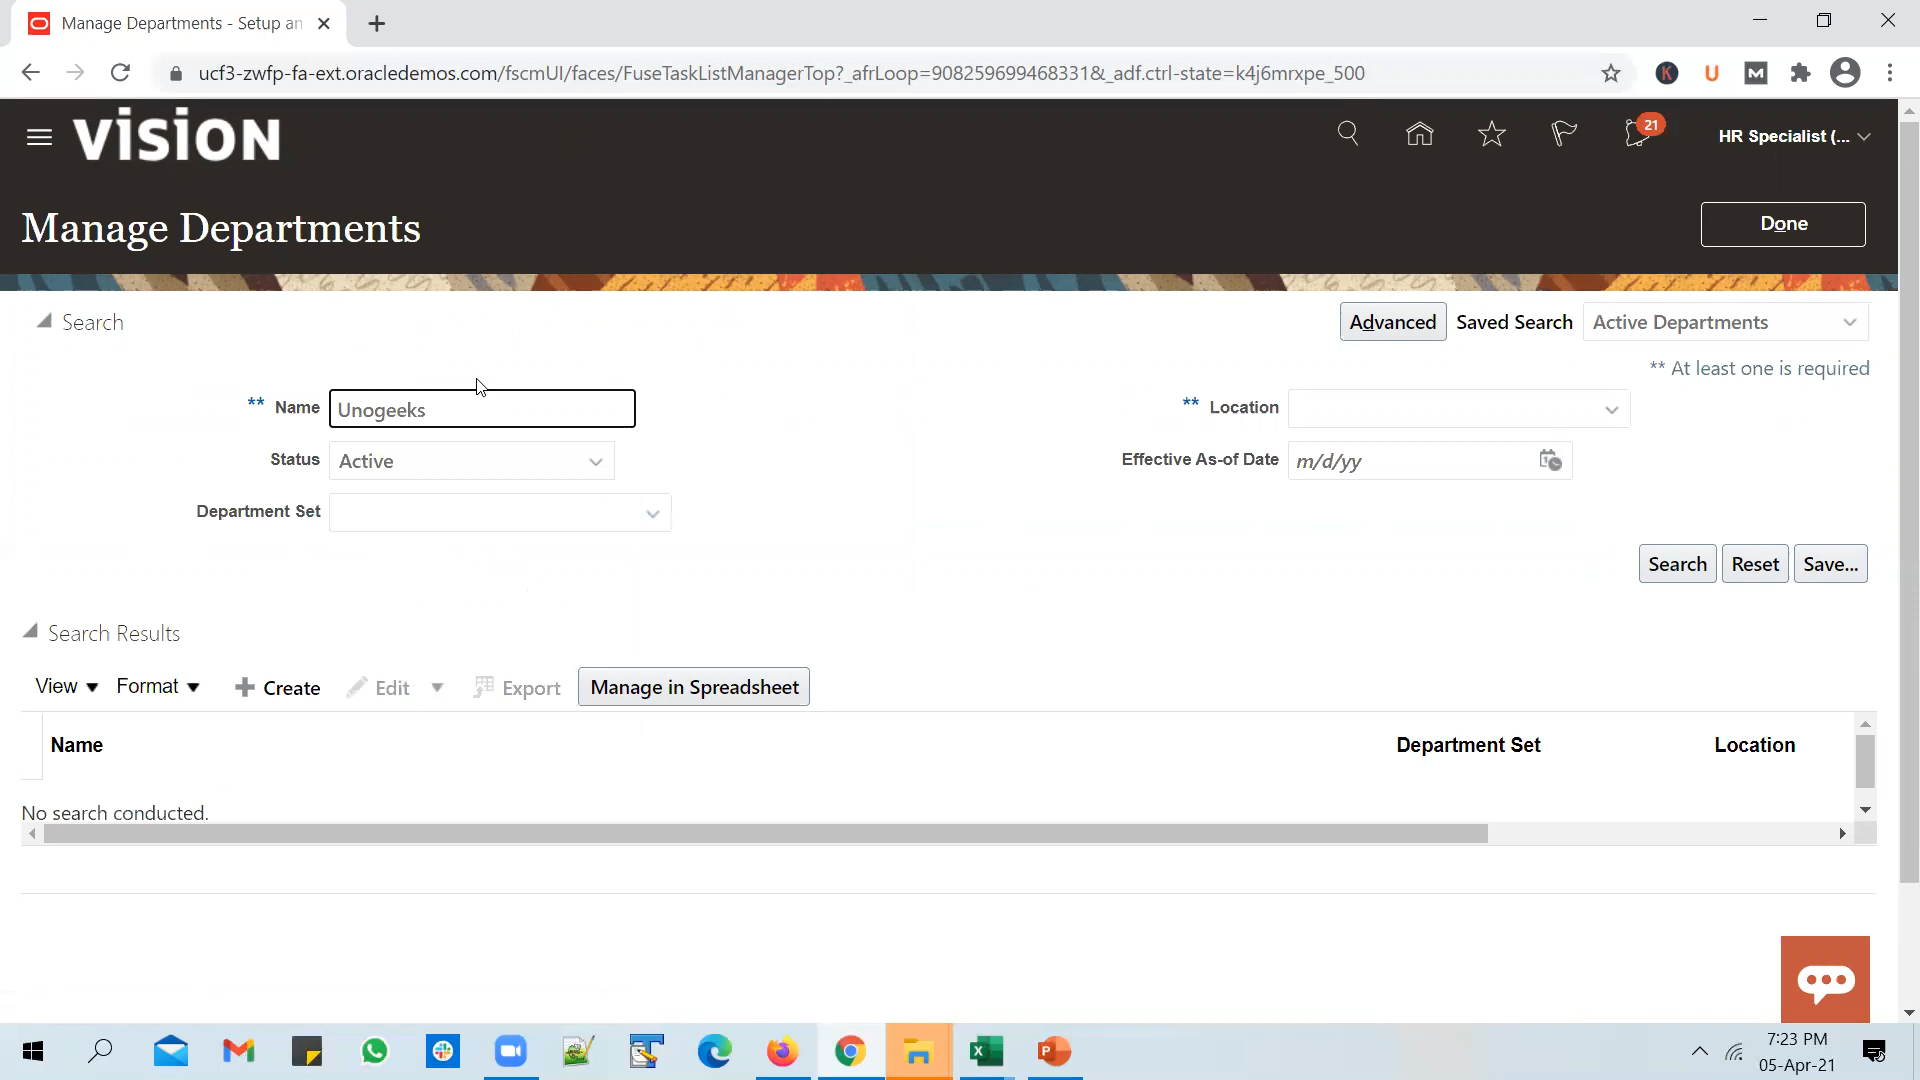 Manage Departments - Setup an
ucf3-zwfp-fa-ext.oracledemos.com/fscmUI/faces/FuseTaskListManagerTop?_afrLoop=908259699468331&_adf.ctrl-state=k4j6mrxpe_500
VISION
21
HR Specialist (...
Manage Departments
Done
Search
Advanced
Saved Search
Active Departments
** At least one is required
** Name
Unogeeks
** Location
Status
Active
Effective As-of Date
m/d/yy
Department Set
Search
Reset
Save...
Search Results
View
Format
Create
Edit
Export
Manage in Spreadsheet
Name
Department Set
Location
No search conducted.
7:23 PM
05-Apr-21